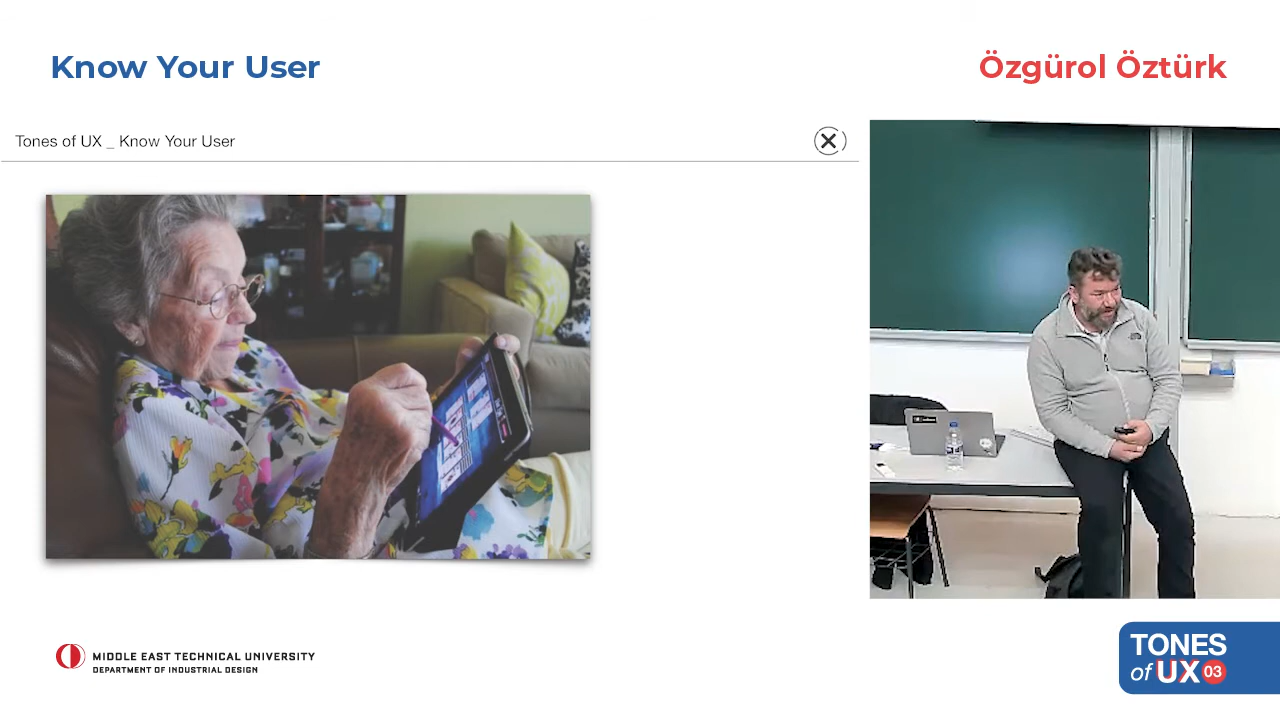 Know Your User
Özgürol Öztürk
Tones of UX _ Know Your User
MIDDLE EAST TECHNICAL UNIVERSITY
DEPARTMENT OF INDUSTRIAL DESIGN
TONES
of UX 03